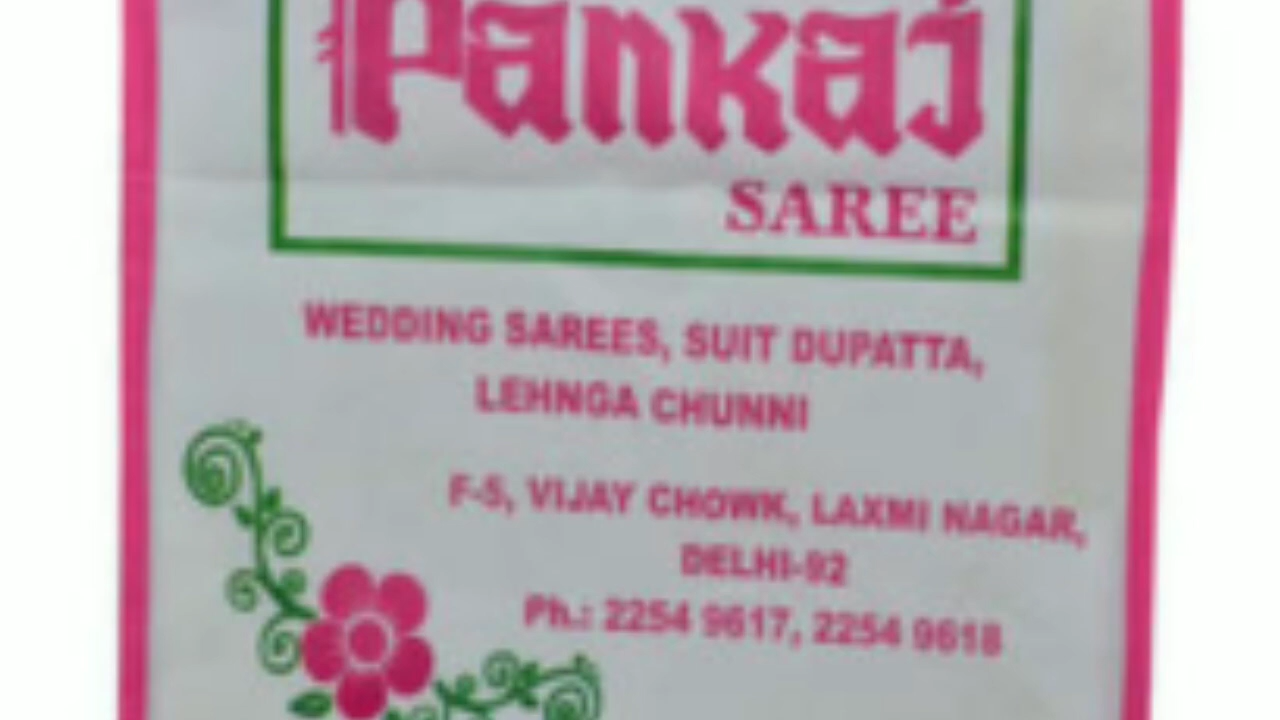 Pankaj
SAREE
WEDDING SAREES, SUIT DUPATTA,
LEHNGA CHUNNI
F-5, VIJAY CHOWK, LAXMI NAGAR,
DELHI-92
Ph.: 2254 9617, 2254 9618